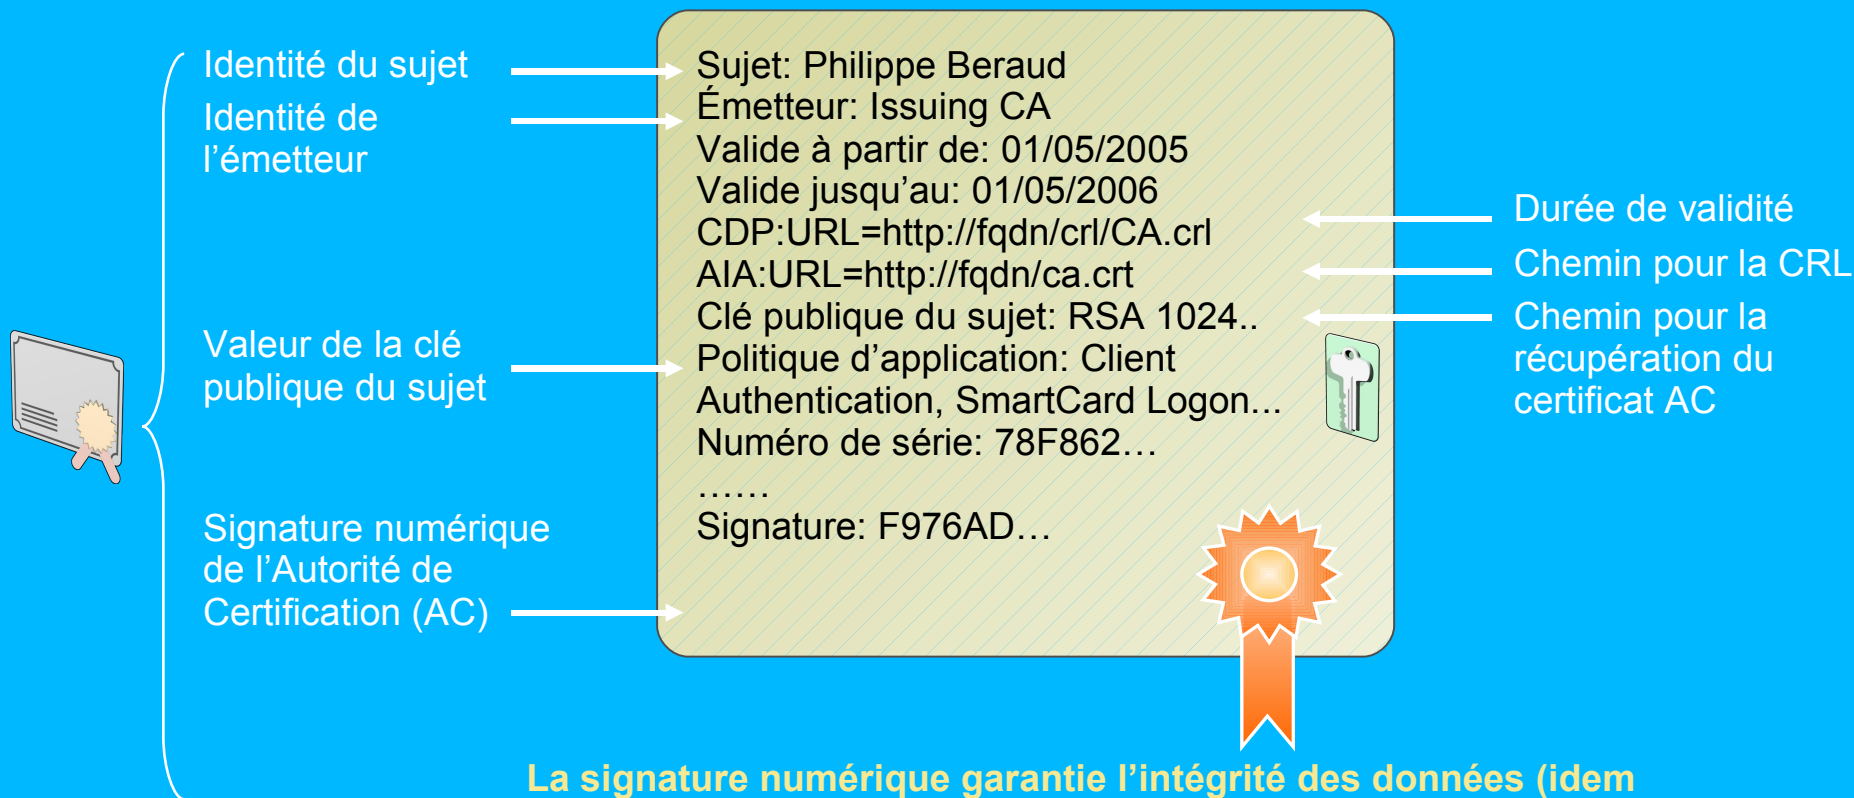 Identité du sujet
Identité de
l’émetteur
Valeur de la clé
publique du sujet
Signature numérique
de l’Autorité de
Certification (AC)
Sujet: Philippe Beraud
Émetteur: Issuing CA
Valide à partir de: 01/05/2005
Valide jusqu’au: 01/05/2006
CDP:URL=http://fqdn/crl/CA.crl
AIA:URL=http://fqdn/ca.crt
Clé publique du sujet: RSA 1024..
Politique d’application: Client
Authentication, SmartCard Logon...
Numéro de série: 78F862…
……
Signature: F976AD…
Durée de validité
Chemin pour la CRL
Chemin pour la
récupération du
certificat AC
La signature numérique garantie l’intégrité des données (idem